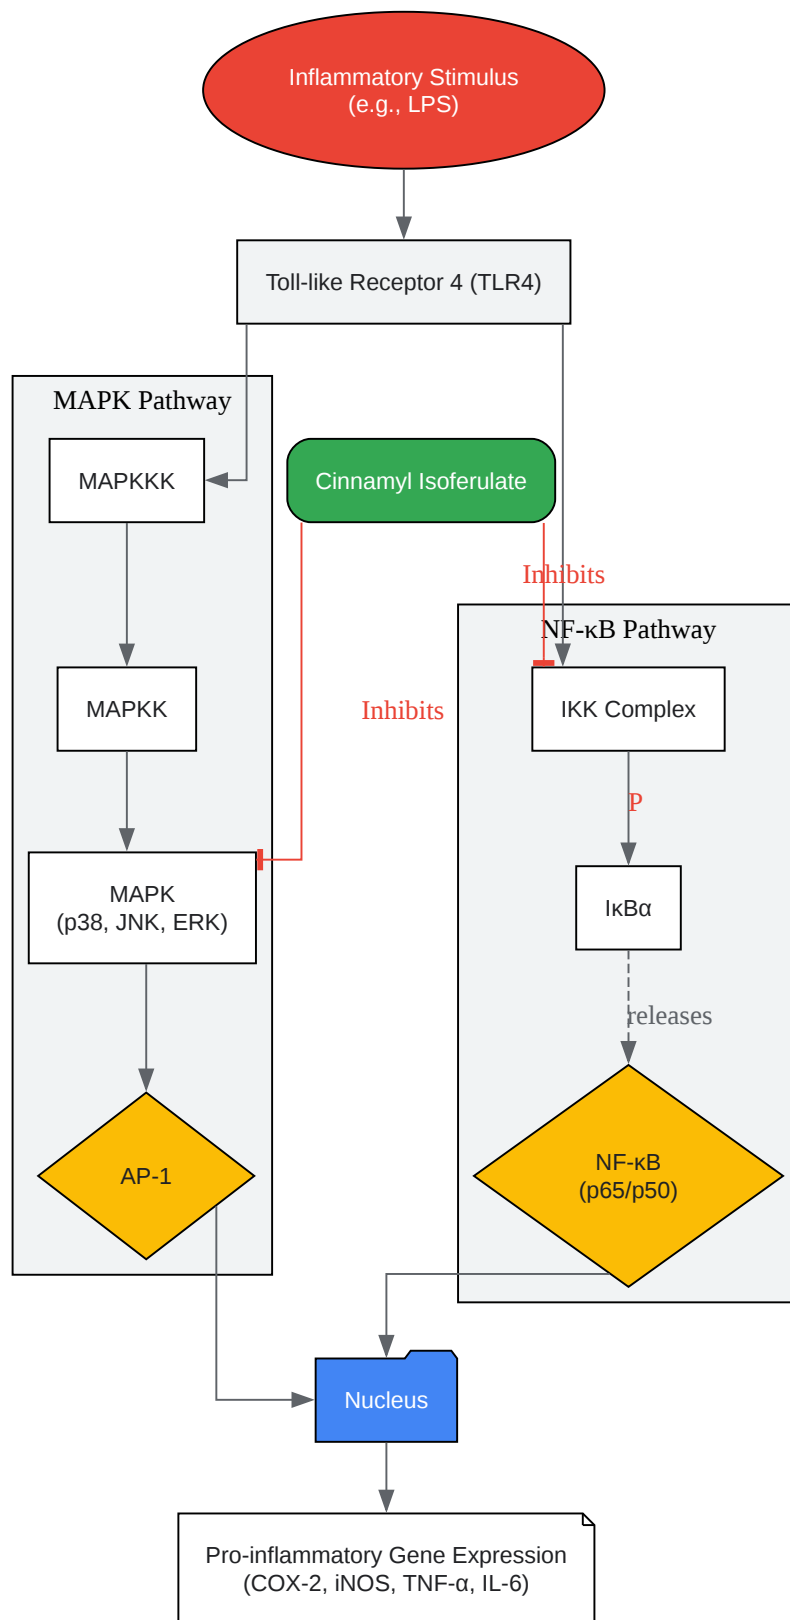 Inflammatory Stimulus
(e.g., LPS)
Toll-like Receptor 4 (TLR4)
MAPK Pathway
MAPKKK
Cinnamyl Isoferulate
Inhibits
NF-κB Pathway
MAPKK
Inhibits
IKK Complex
P
MAPK
(p38, JNK, ERK)
IκBα
releases
AP-1
NF-κB
(p65/p50)
Nucleus
Pro-inflammatory Gene Expression
(COX-2, iNOS, TNF-α, IL-6)